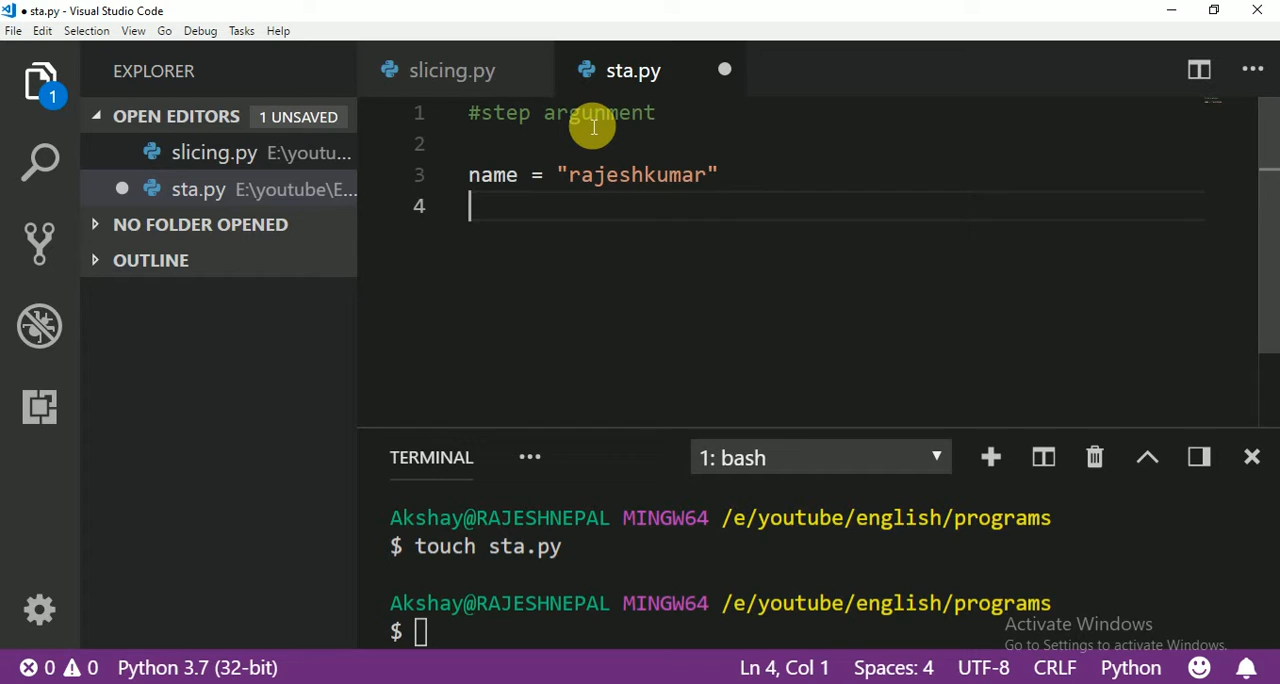 sta.py - Visual Studio Code
File Edit Selection View Go Debug Tasks Help
EXPLORER
slicing.py
sta.py
1
OPEN EDITORS 1 UNSAVED
slicing.py E:\youtu...
sta.py E:\youtube\E...
NO FOLDER OPENED
OUTLINE
1 #step argunment
2
3 name = "rajeshkumar"
4
TERMINAL ... 1: bash
Akshay@RAJESHNEPAL MINGW64 /e/youtube/english/programs
$ touch sta.py
Akshay@RAJESHNEPAL MINGW64 /e/youtube/english/programs
$
Activate Windows
Go to Settings to activate Windows.
0 0 Python 3.7 (32-bit) Ln 4, Col 1 Spaces: 4 UTF-8 CRLF Python